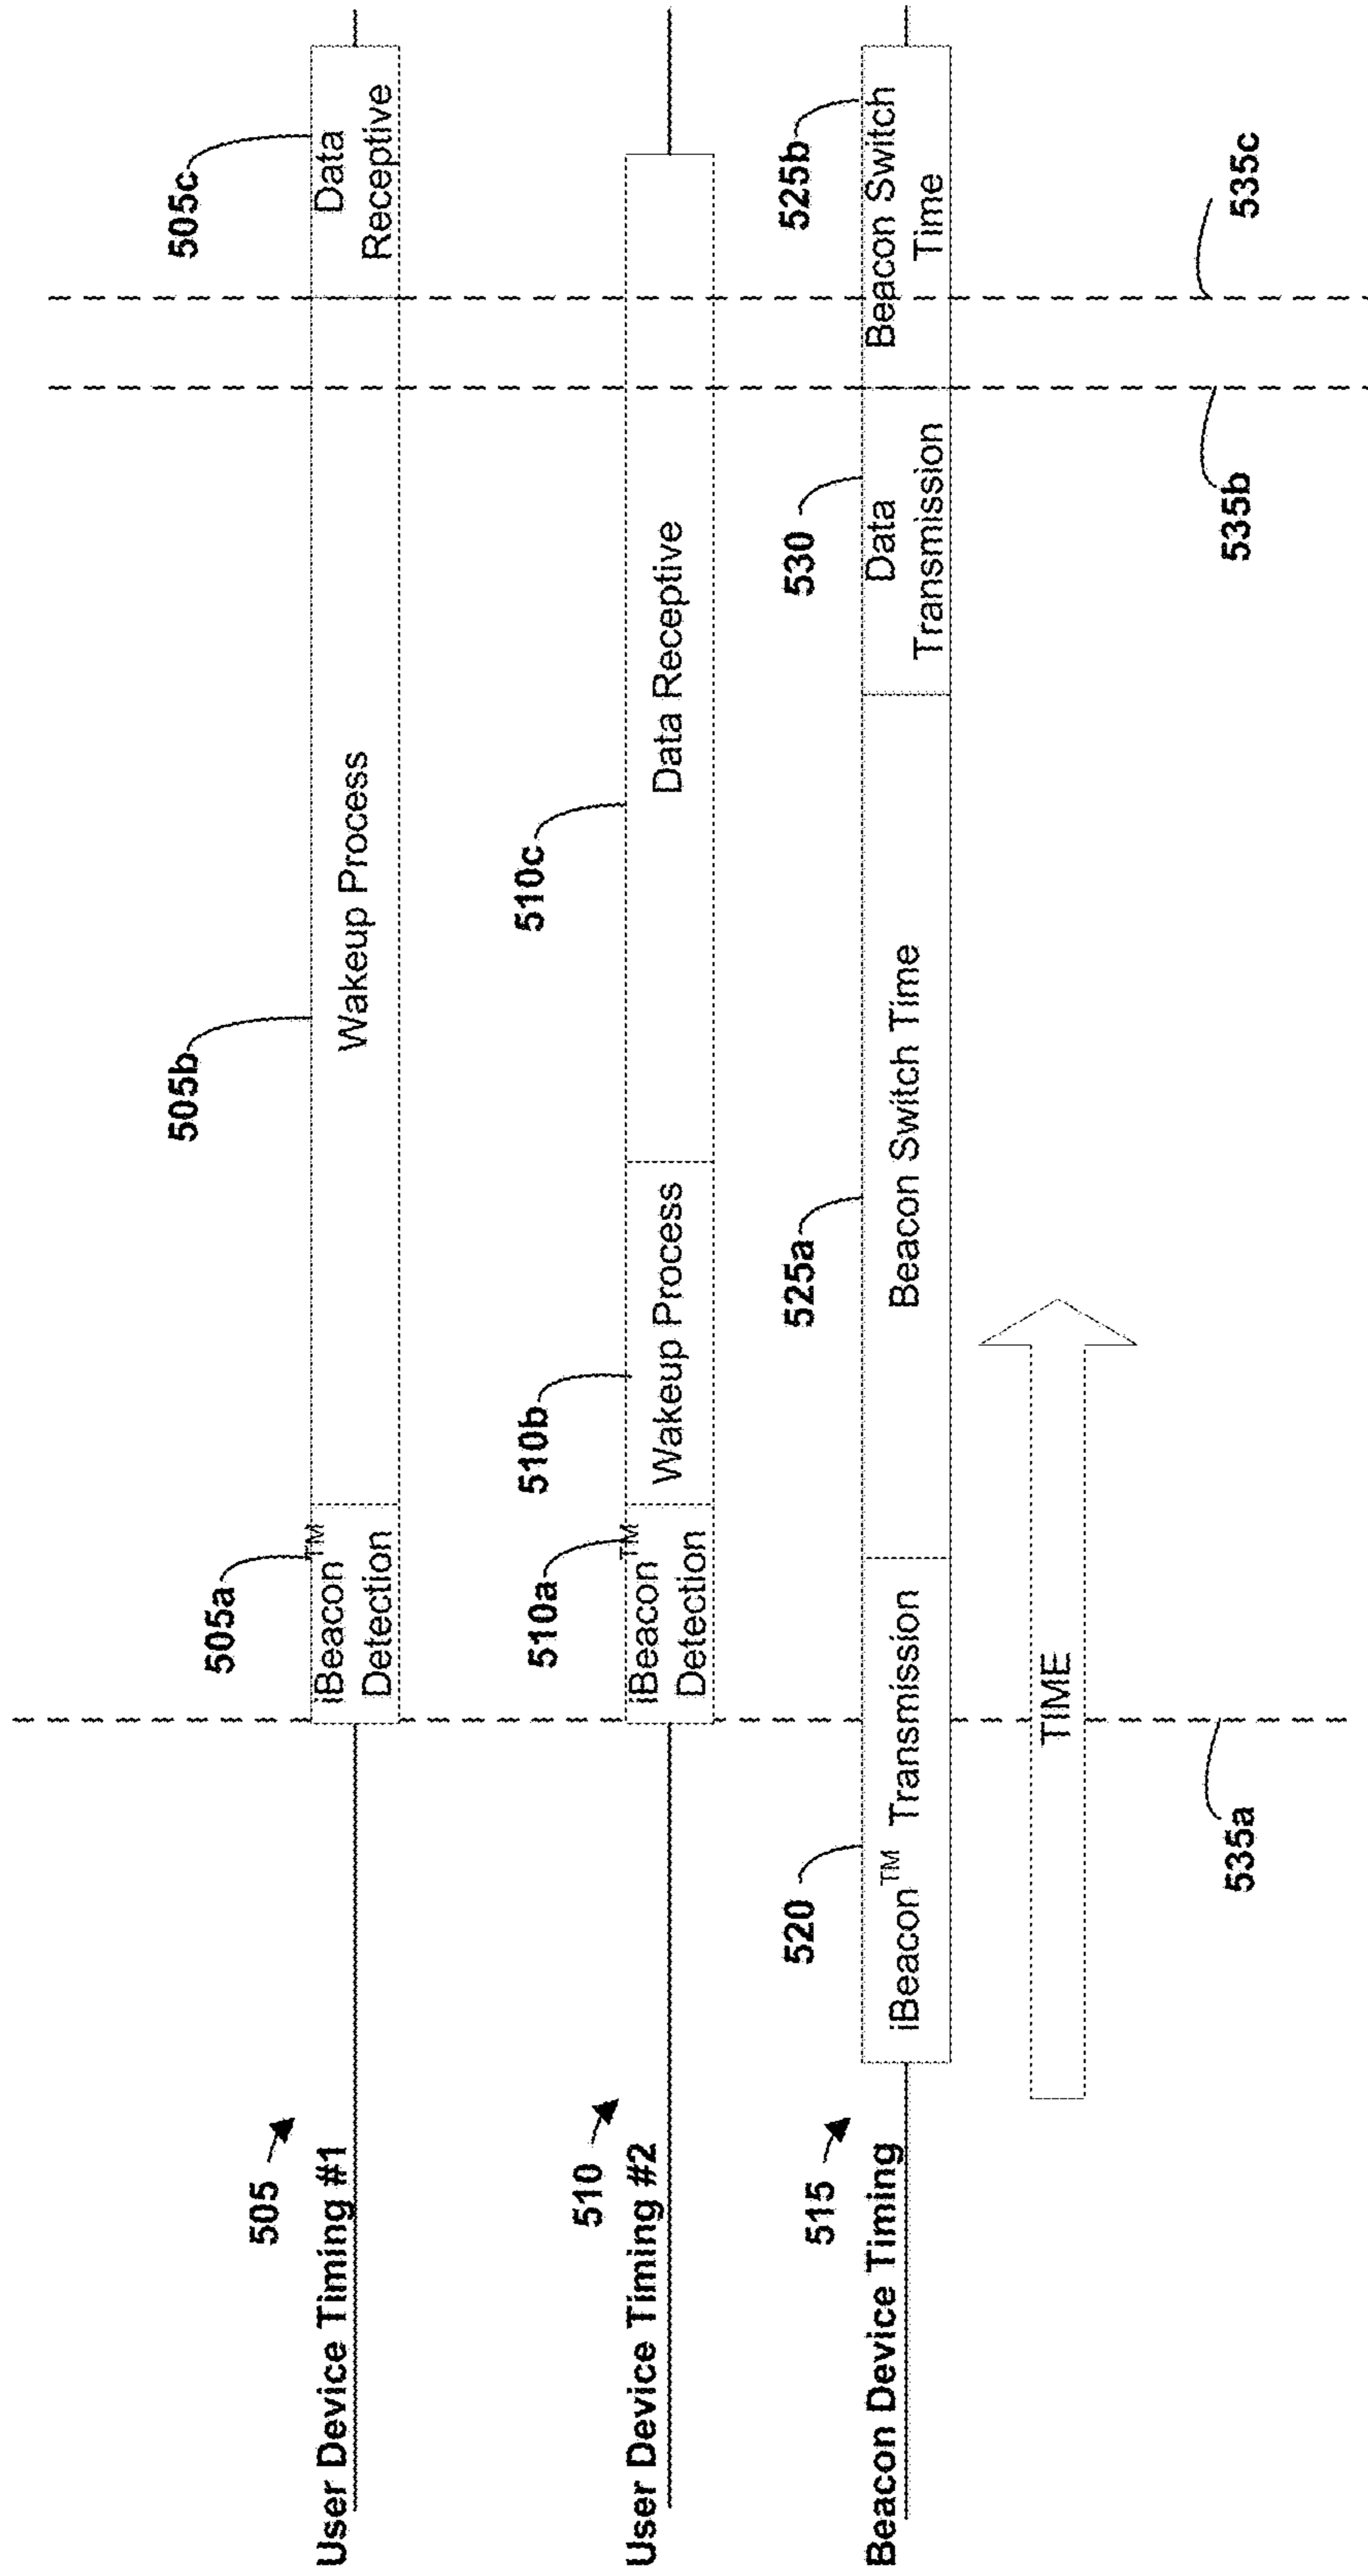 505
User Device Timing #1
505a
iBeacon™
Detection
505b
Wakeup Process
505c
Data
Receptive
510
User Device Timing #2
510a
iBeacon™
Detection
510b
Wakeup Process
510c
Data Receptive
515
Beacon Device Timing
520
iBeacon™ Transmission
525a
Beacon Switch Time
530
Data
Transmission
525b
Beacon Switch
Time
TIME
535a
535b
535c